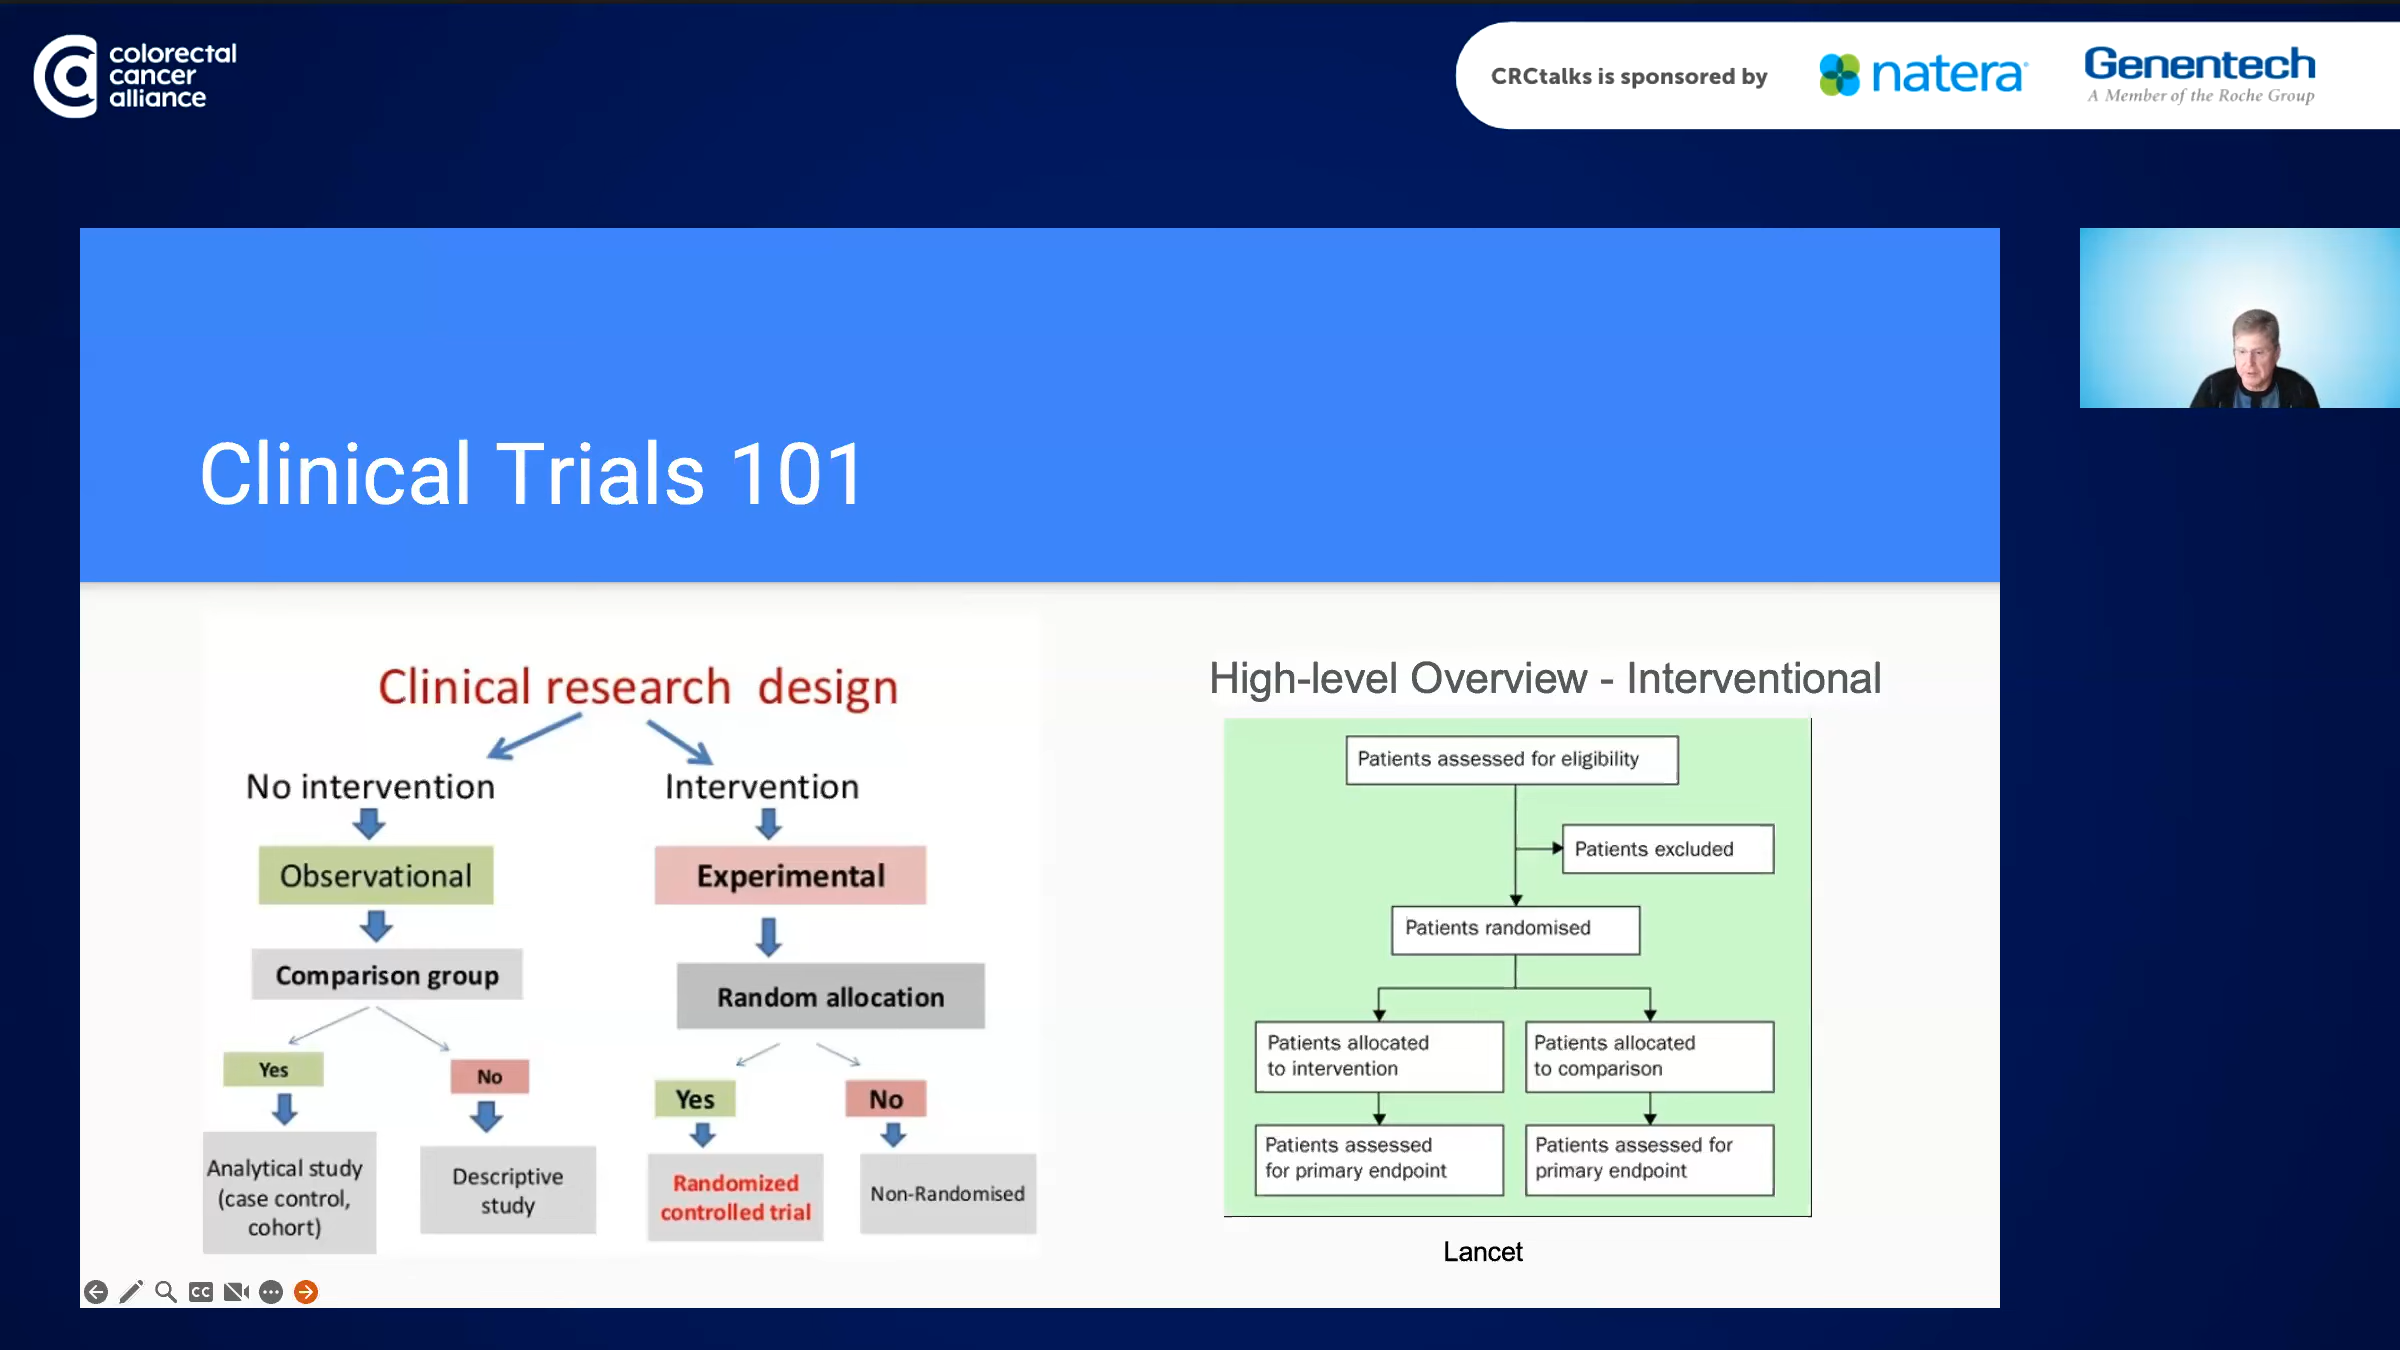 colorectal
cancer
alliance
CRCtalks is sponsored by
natera
Genentech
A Member of the Roche Group
Clinical Trials 101
Clinical research design
No intervention
Intervention
Observational
Experimental
Comparison group
Random allocation
Yes
No
Yes
No
Analytical study
(case control,
cohort)
Descriptive
study
Randomized
controlled trial
Non-Randomised
High-level Overview - Interventional
Patients assessed for eligibility
Patients excluded
Patients randomised
Patients allocated
to intervention
Patients allocated
to comparison
Patients assessed
for primary endpoint
Patients assessed for
primary endpoint
Lancet
CC